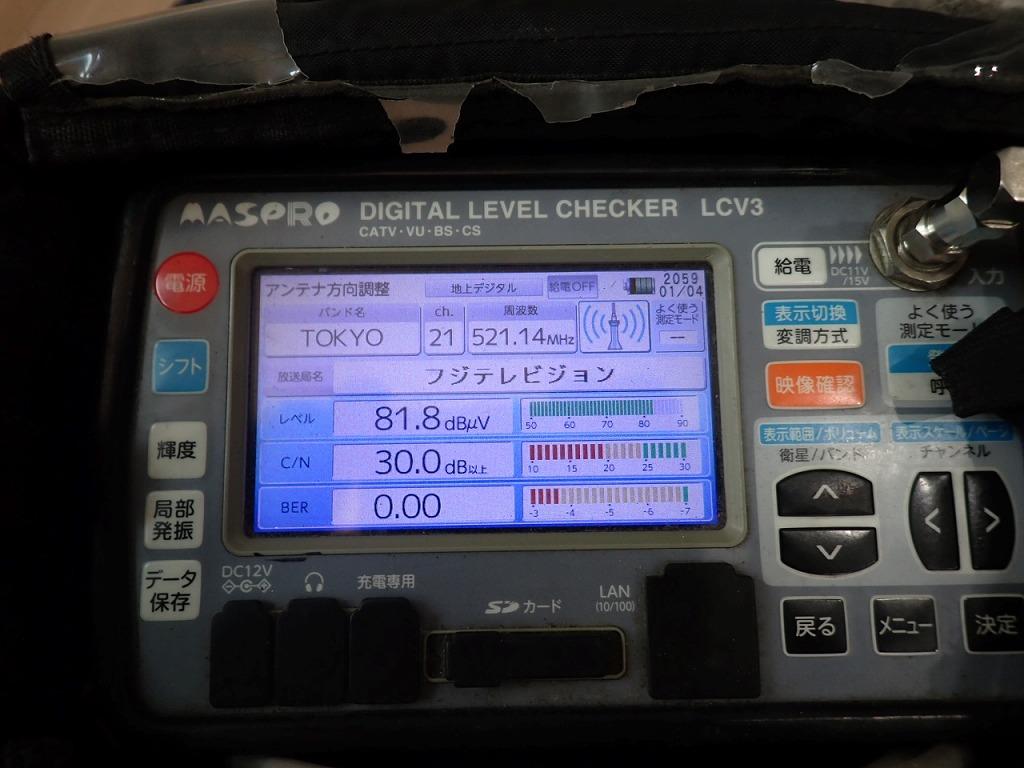 MASPRO DIGITAL LEVEL CHECKER LCV3
CATV・VU・BS・CS
電源
シフト
輝度
局部
発振
データ
保存
アンテナ方向調整
地上デジタル
給電OFF
2059
01/04
バンド名
ch.
周波数
よく使う
測定モード
TOKYO
21
521.14MHz
--
放送局名
フジテレビジョン
レベル
81.8dBμV
50 60 70 80 90
C/N
30.0dB以上
10 15 20 25 30
BER
0.00
-3 -4 -5 -6 -7
給電
DC11V
/15V
入力
表示切換
変調方式
よく使う
測定モー
映像確認
呼
表示範囲/ボリューム
衛星/バンド
表示スケール/ページ
チャンネル
戻る
メニュー
決定
DC12V
充電専用
SDカード
LAN
(10/100)